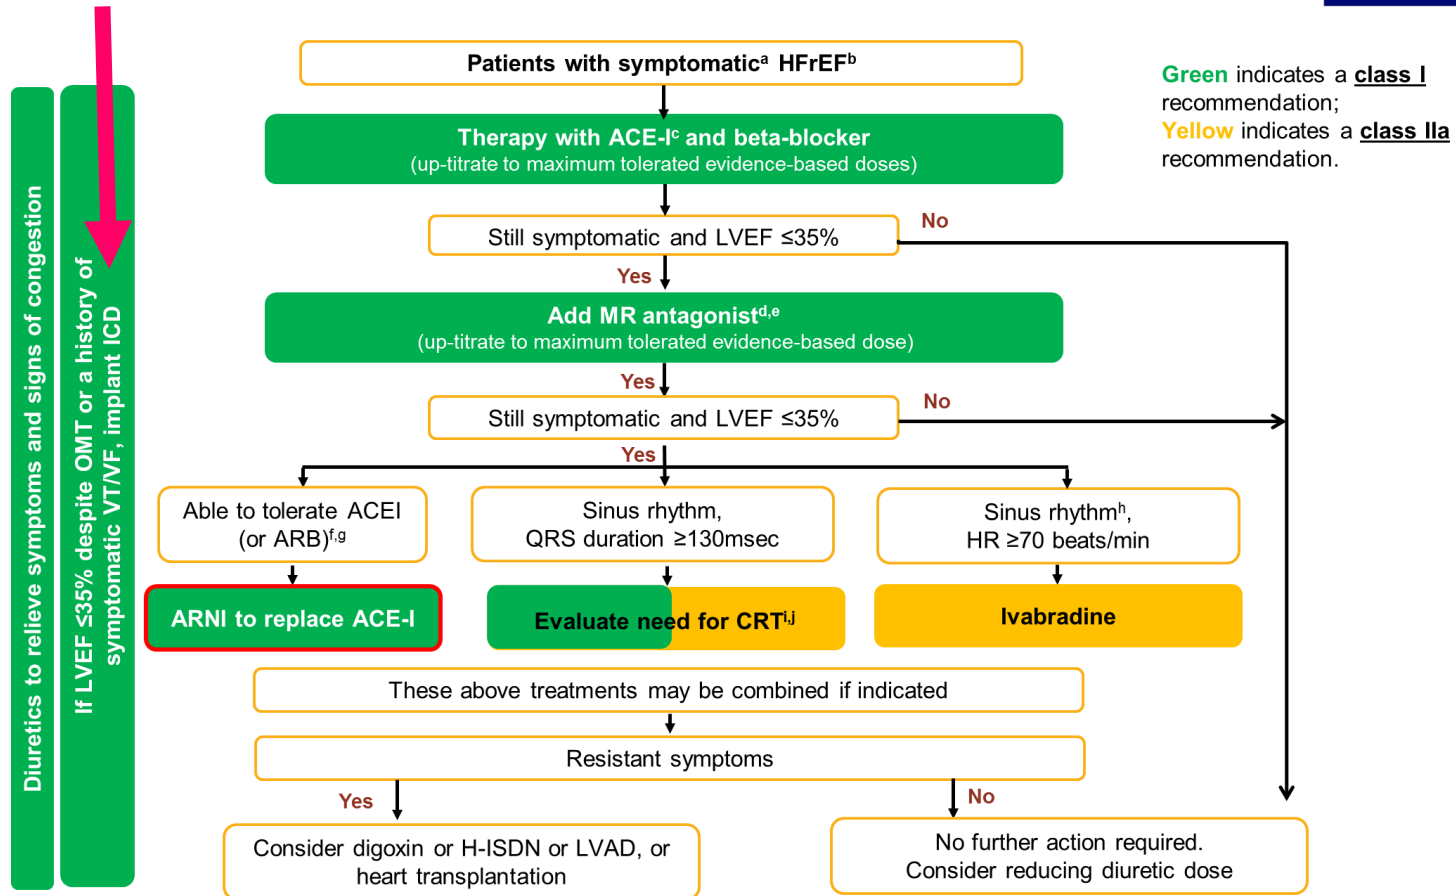 Patients with symptomaticᵃ HFrEFᵇ
Green indicates a class I
recommendation;
Yellow indicates a class IIa
recommendation.
Diuretics to relieve symptoms and signs of congestion
If LVEF ≤35% despite OMT or a history of
symptomatic VT/VF, implant ICD
Therapy with ACE-Iᶜ and beta-blocker
(up-titrate to maximum tolerated evidence-based doses)
Still symptomatic and LVEF ≤35%
No
Yes
Add MR antagonistᵈ,ᵉ
(up-titrate to maximum tolerated evidence-based dose)
Yes
Still symptomatic and LVEF ≤35%
No
Yes
Able to tolerate ACEI
(or ARB)ᶠ,ᵍ
Sinus rhythm,
QRS duration ≥130msec
Sinus rhythmʰ,
HR ≥70 beats/min
ARNI to replace ACE-I
Evaluate need for CRTⁱ,ʲ
Ivabradine
These above treatments may be combined if indicated
Resistant symptoms
Yes
No
Consider digoxin or H-ISDN or LVAD, or
heart transplantation
No further action required.
Consider reducing diuretic dose